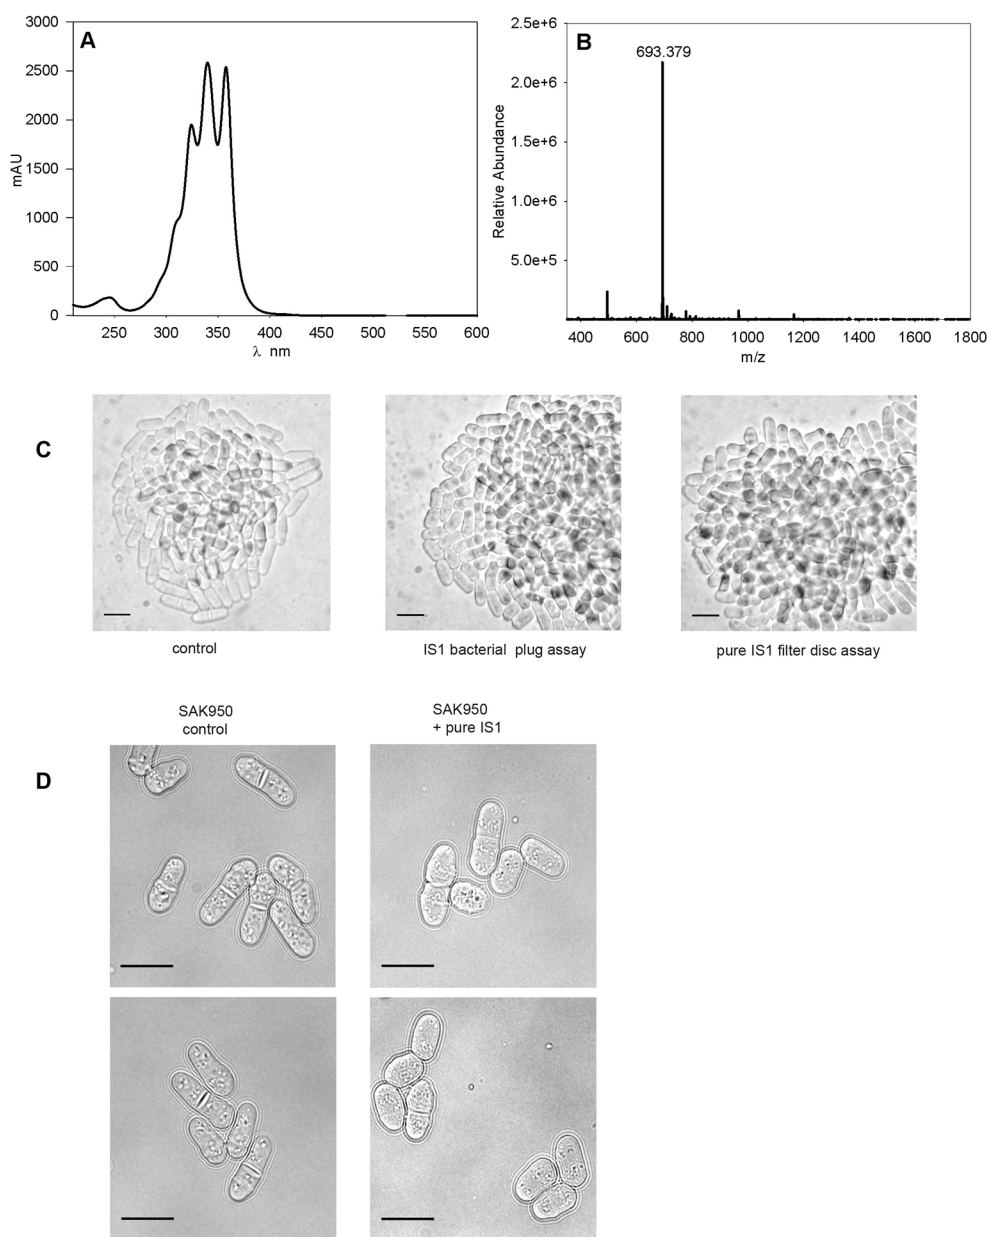 A
3000
2500
2000
1500
1000
500
0
mAU
250 300 350 400 450 500 550 600
λ nm
B
693.379
2.5e+6
2.0e+6
1.5e+6
1.0e+6
5.0e+5
Relative Abundance
400 600 800 1000 1200 1400 1600 1800
m/z
C
control
IS1 bacterial plug assay
pure IS1 filter disc assay
D
SAK950
control
SAK950
+ pure IS1